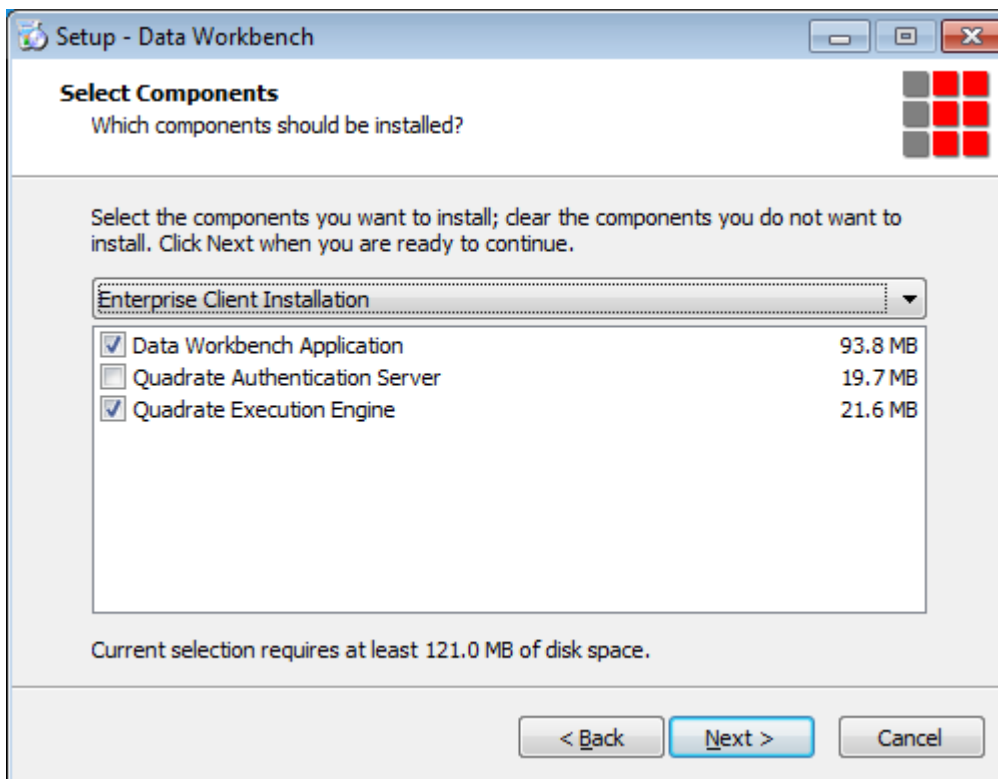 Setup - Data Workbench
Select Components
Which components should be installed?
Select the components you want to install; clear the components you do not want to
install. Click Next when you are ready to continue.
Enterprise Client Installation
Data Workbench Application 93.8 MB
Quadrate Authentication Server 19.7 MB
Quadrate Execution Engine 21.6 MB
Current selection requires at least 121.0 MB of disk space.
< Back Next > Cancel